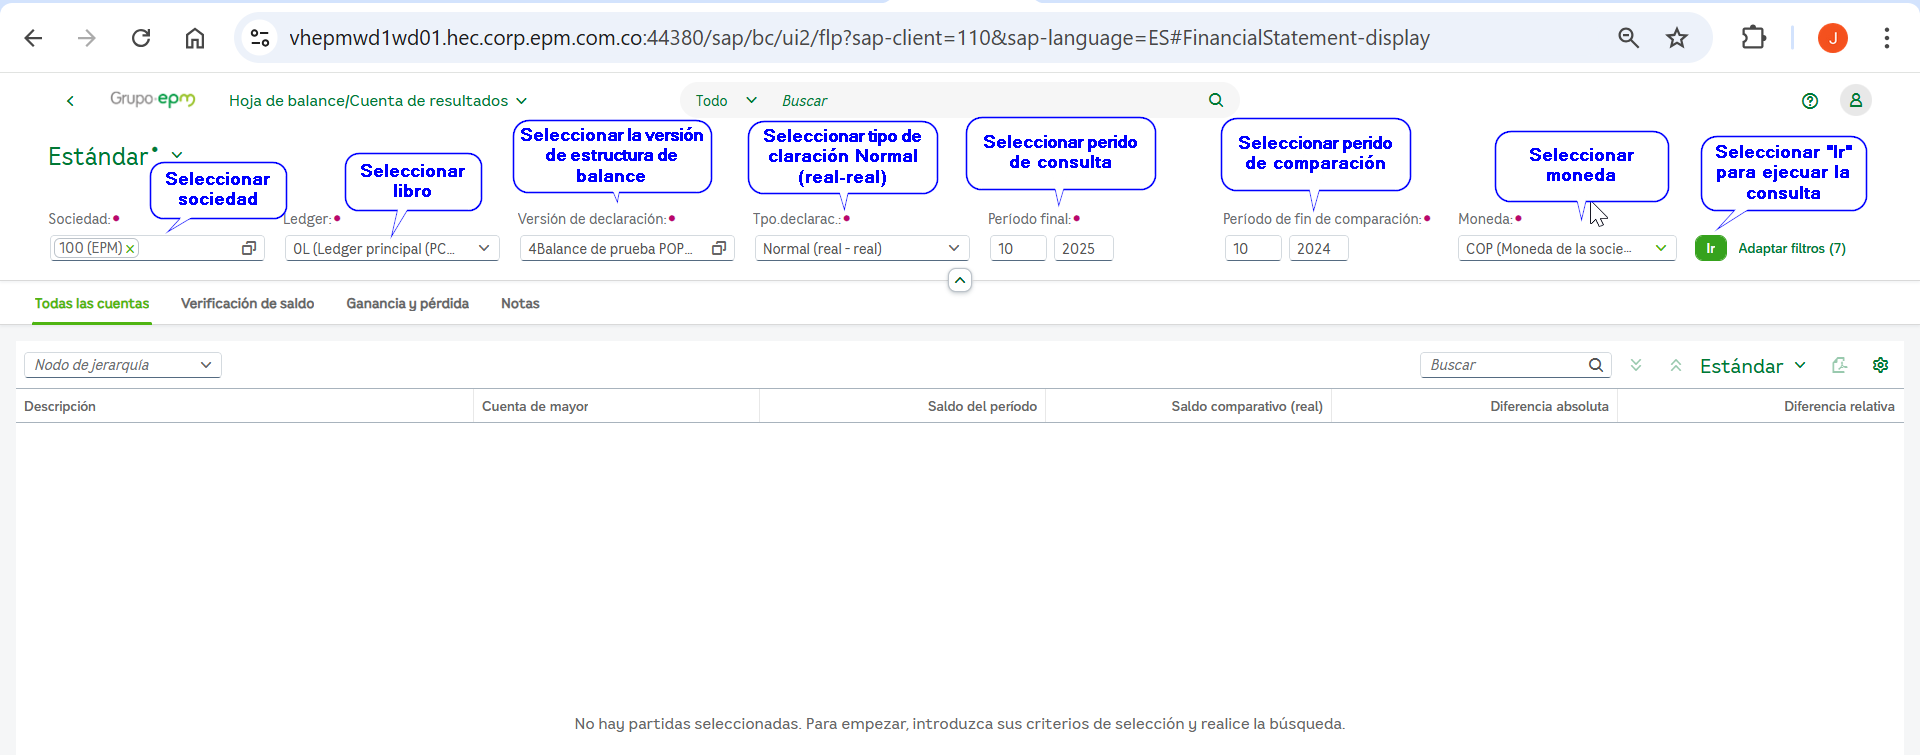 vhepmwd1wd01.hec.corp.epm.com.co:44380/sap/bc/ui2/flp?sap-client=110&sap-language=ES#FinancialStatement-display
J
Grupo·epm
Hoja de balance/Cuenta de resultados
Todo
Buscar
Estándar*
Seleccionar
sociedad
Seleccionar
libro
Seleccionar la versión
de estructura de
balance
Seleccionar tipo de
claración Normal
(real-real)
Seleccionar perido
de consulta
Seleccionar perido
de comparación
Seleccionar
moneda
Seleccionar "Ir"
para ejecuar la
consulta
Sociedad:
Ledger:
Versión de declaración:
Tpo.declarac.:
Período final:
Período de fin de comparación:
Moneda:
100 (EPM)
0L (Ledger principal (PC...
4Balance de prueba POP...
Normal (real - real)
10
2025
10
2024
COP (Moneda de la socie...
Ir
Adaptar filtros (7)
Todas las cuentas
Verificación de saldo
Ganancia y pérdida
Notas
Nodo de jerarquía
Buscar
Estándar
Descripción
Cuenta de mayor
Saldo del período
Saldo comparativo (real)
Diferencia absoluta
Diferencia relativa
No hay partidas seleccionadas. Para empezar, introduzca sus criterios de selección y realice la búsqueda.